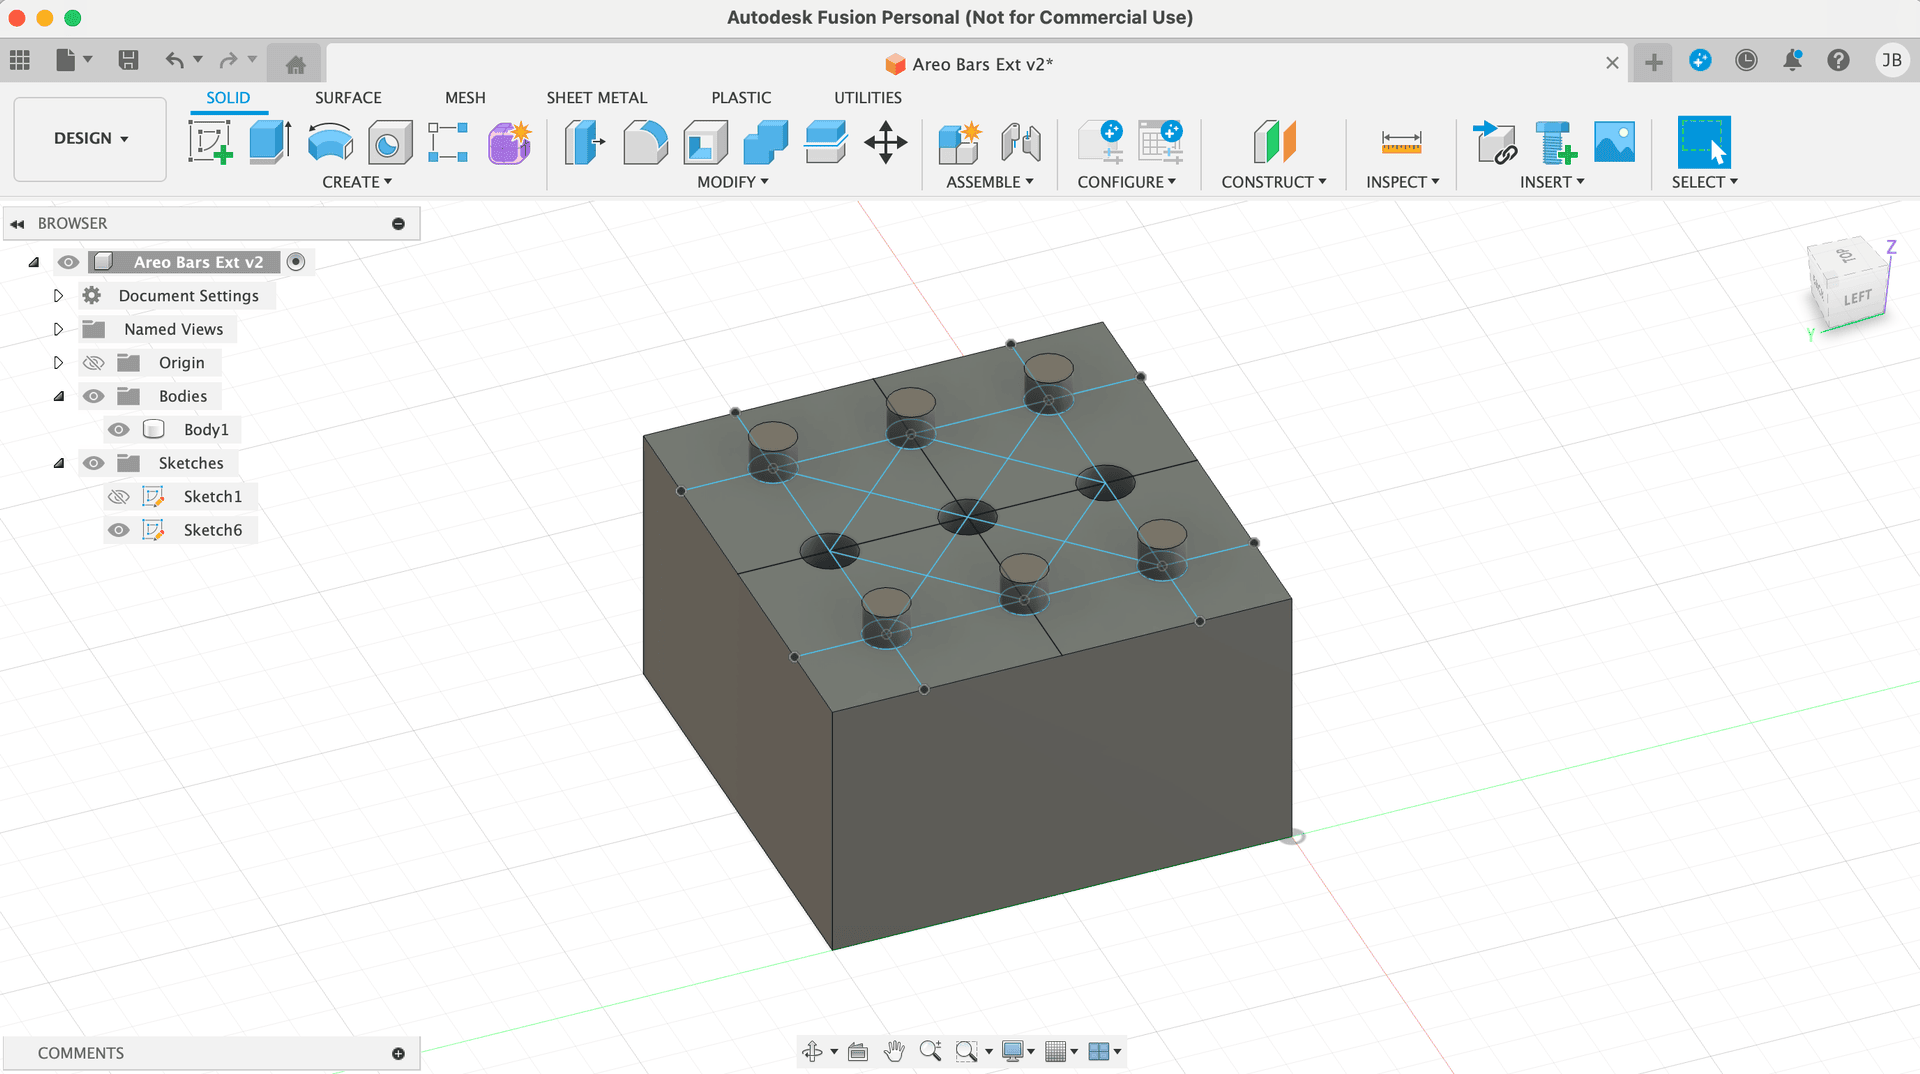 Autodesk Fusion Personal (Not for Commercial Use)
Areo Bars Ext v2*
JB
DESIGN
SOLID
SURFACE
MESH
SHEET METAL
PLASTIC
UTILITIES
CREATE
MODIFY
ASSEMBLE
CONFIGURE
CONSTRUCT
INSPECT
INSERT
SELECT
BROWSER
Areo Bars Ext v2
Document Settings
Named Views
Origin
Bodies
Body1
Sketches
Sketch1
Sketch6
TOP
LEFT
Z
Y
COMMENTS